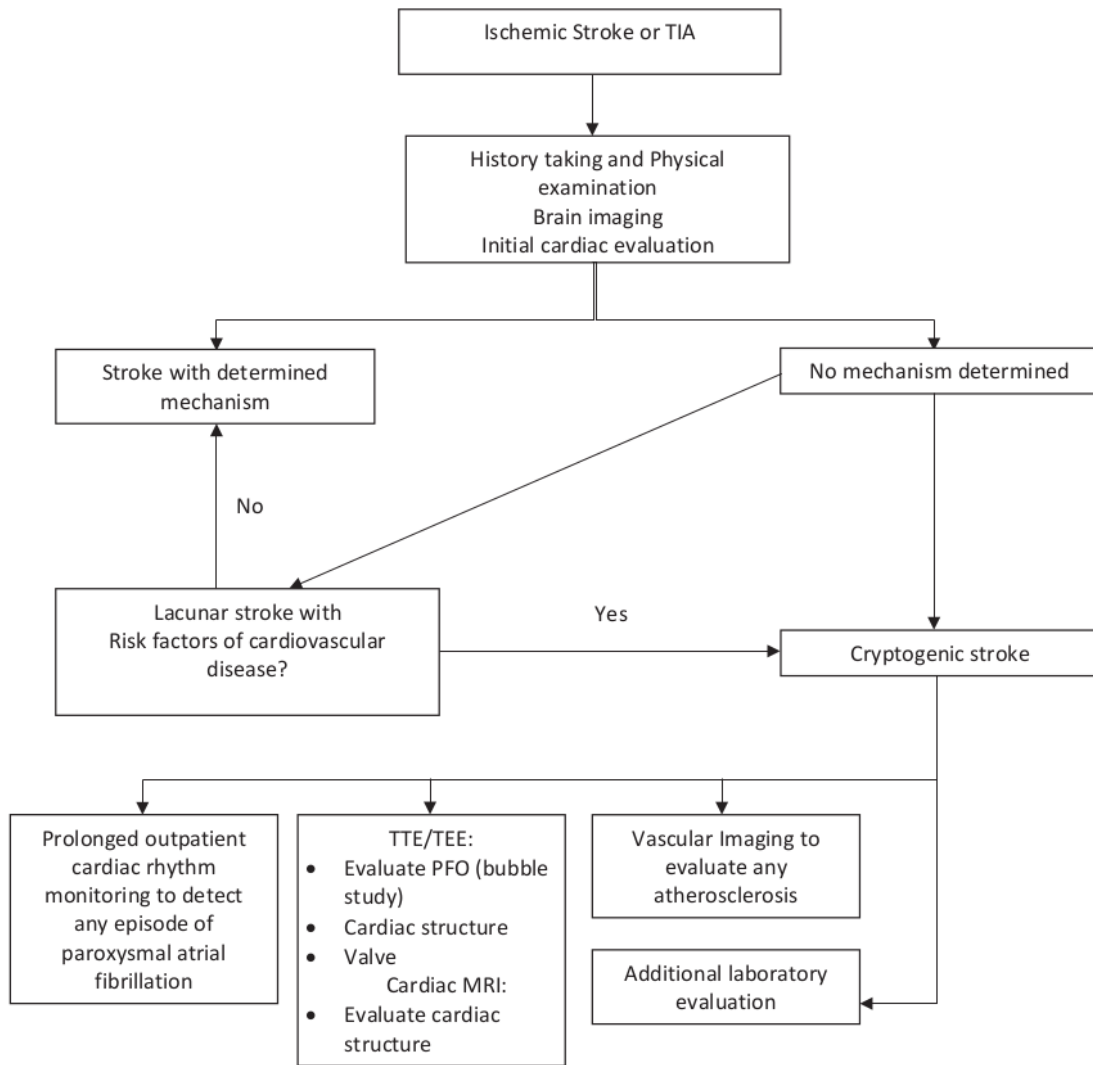 Ischemic Stroke or TIA
History taking and Physical
examination
Brain imaging
Initial cardiac evaluation
Stroke with determined
mechanism
No mechanism determined
No
Lacunar stroke with
Risk factors of cardiovascular
disease?
Yes
Cryptogenic stroke
Prolonged outpatient
cardiac rhythm
monitoring to detect
any episode of
paroxysmal atrial
fibrillation
TTE/TEE:
• Evaluate PFO (bubble
study)
• Cardiac structure
• Valve
Cardiac MRI:
• Evaluate cardiac
structure
Vascular Imaging to
evaluate any
atherosclerosis
Additional laboratory
evaluation